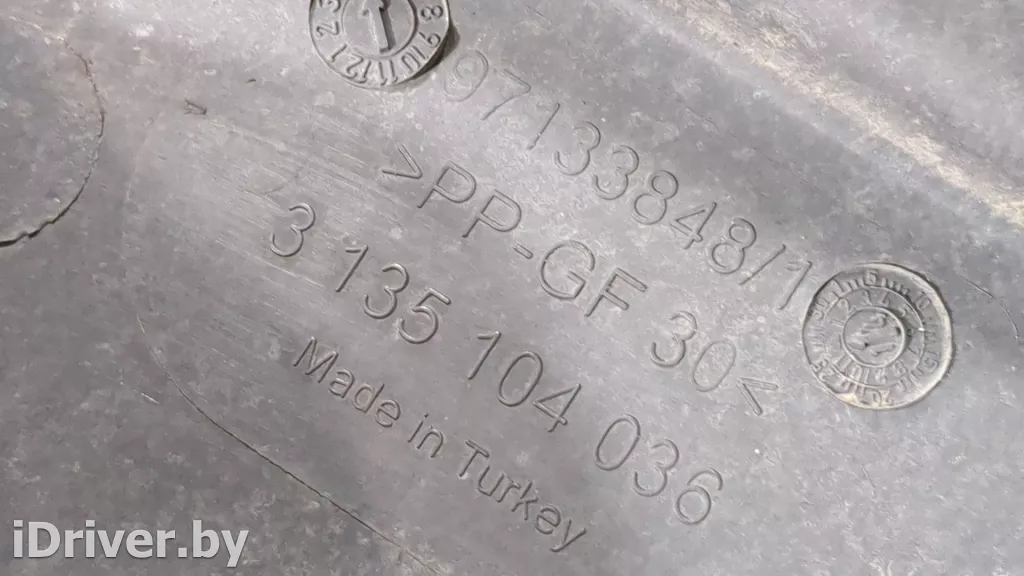 97133848/1
>PP-GF 30<
3 135 104 036
Made in Turkey
iDriver.by